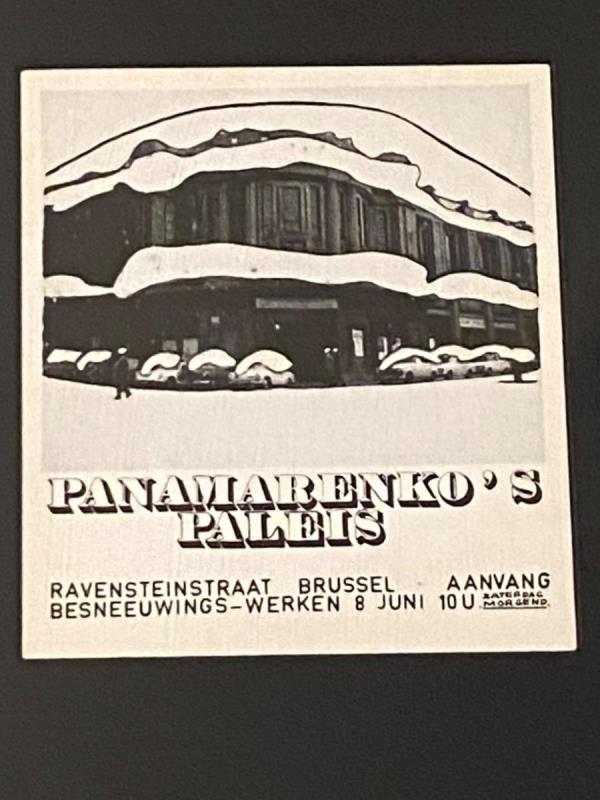 PANAMARENKO'S
PALEIS
RAVENSTEINSTRAAT BRUSSEL AANVANG
BESNEEUWINGS-WERKEN 8 JUNI 10U ZATERDAG
MORGEND.